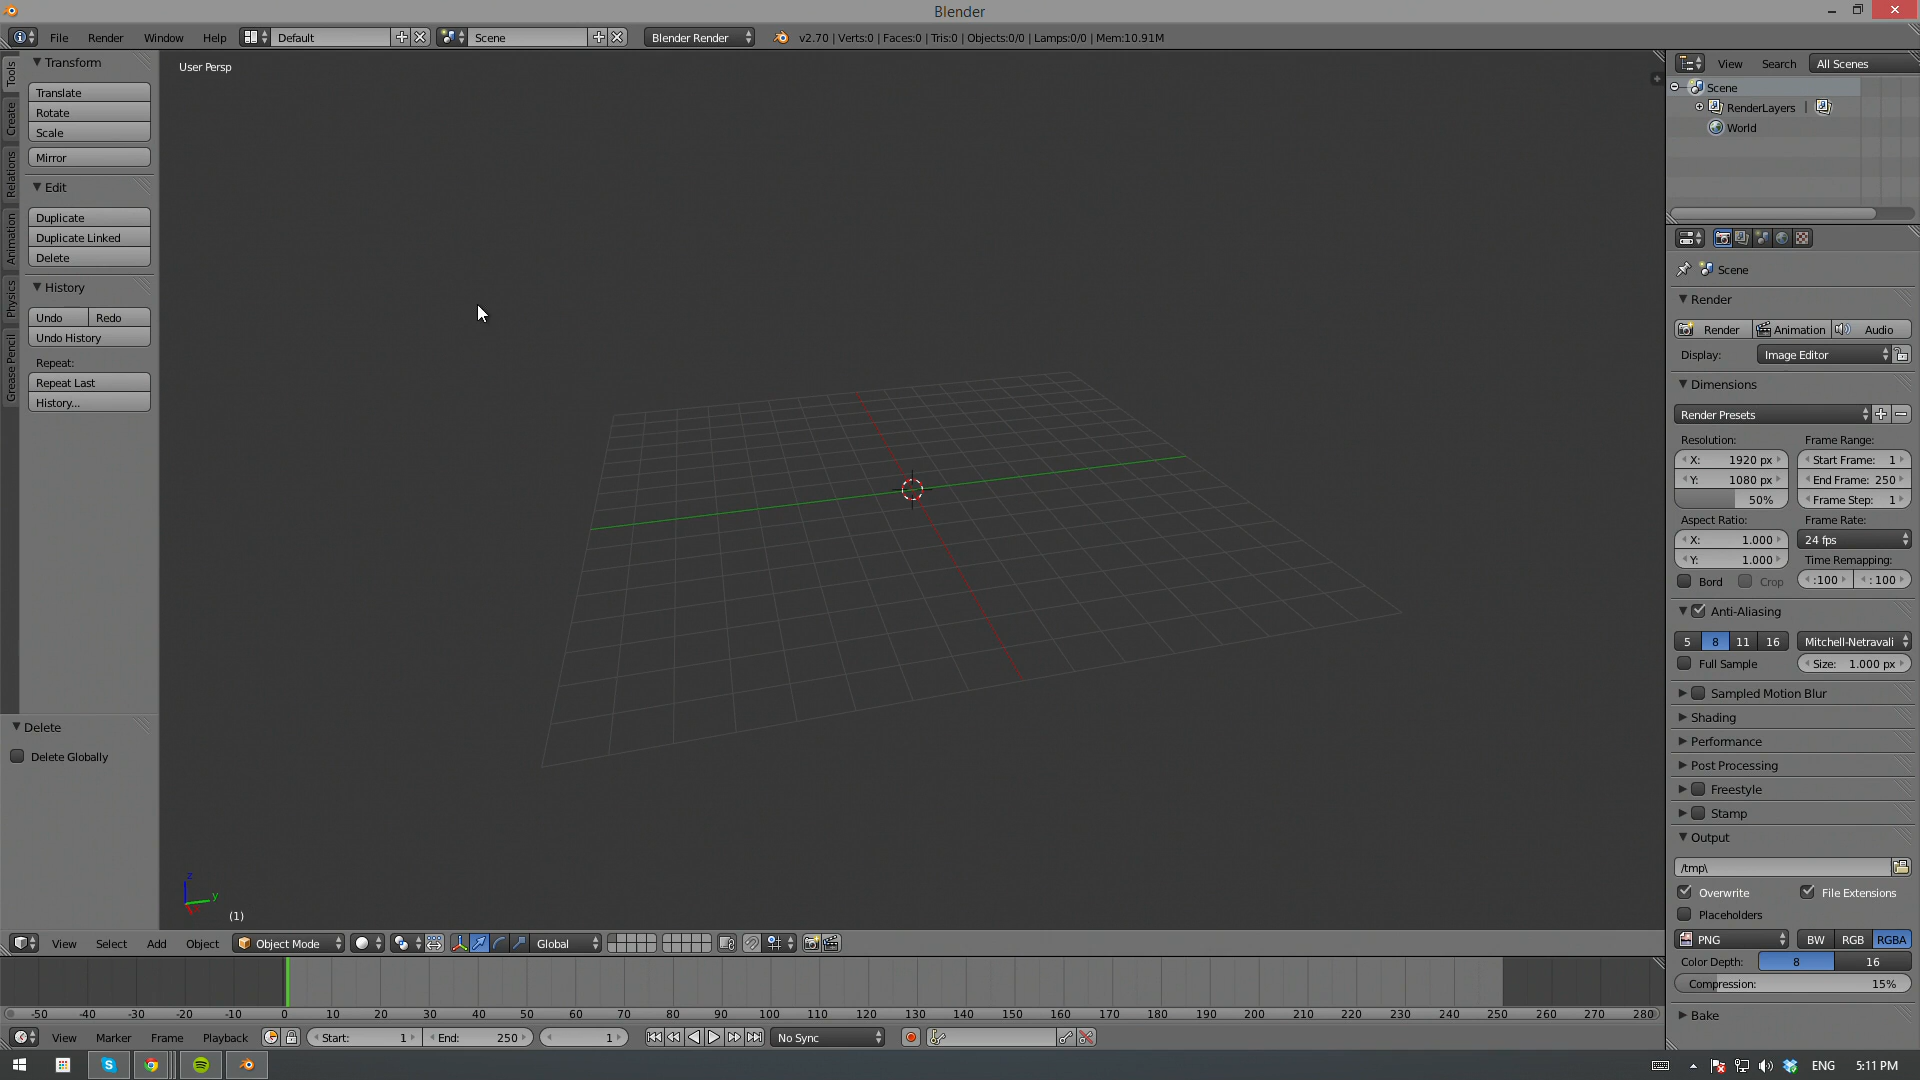 Blender
File Render Window Help Default Scene Blender Render v2.70 | Verts:0 | Faces:0 | Tris:0 | Objects:0/0 | Lamps:0/0 | Mem:10.91M
Tools
Create
Relations
Animation
Physics
Grease Pencil
Transform
Translate
Rotate
Scale
Mirror
Edit
Duplicate
Duplicate Linked
Delete
History
Undo Redo
Undo History
Repeat:
Repeat Last
History...
Delete
Delete Globally
User Persp
z
y
(1)
View Select Add Object Object Mode Global
View Search All Scenes
Scene
RenderLayers |
World
Scene
Render
Render Animation Audio
Display: Image Editor
Dimensions
Render Presets
Resolution: Frame Range:
X: 1920 px Start Frame: 1
Y: 1080 px End Frame: 250
50% Frame Step: 1
Aspect Ratio: Frame Rate:
X: 1.000 24 fps
Y: 1.000 Time Remapping:
Bord Crop :100 : 100
Anti-Aliasing
5 8 11 16 Mitchell-Netravali
Full Sample Size: 1.000 px
Sampled Motion Blur
Shading
Performance
Post Processing
Freestyle
Stamp
Output
/tmp\
Overwrite File Extensions
Placeholders
PNG BW RGB RGBA
Color Depth: 8 16
Compression: 15%
Bake
-50 -40 -30 -20 -10 0 10 20 30 40 50 60 70 80 90 100 110 120 130 140 150 160 170 180 190 200 210 220 230 240 250 260 270 280
View Marker Frame Playback Start: 1 End: 250 1 No Sync
ENG 5:11 PM